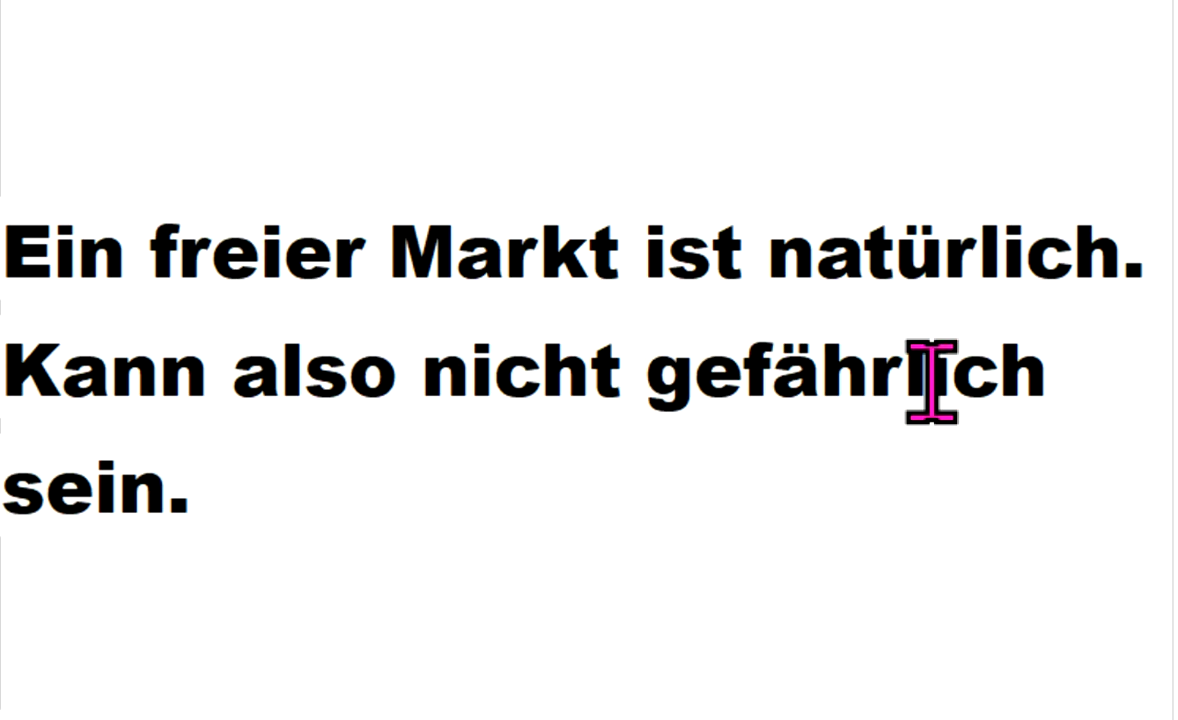 Ein freier Markt ist natürlich.
Kann also nicht gefährlich
sein.